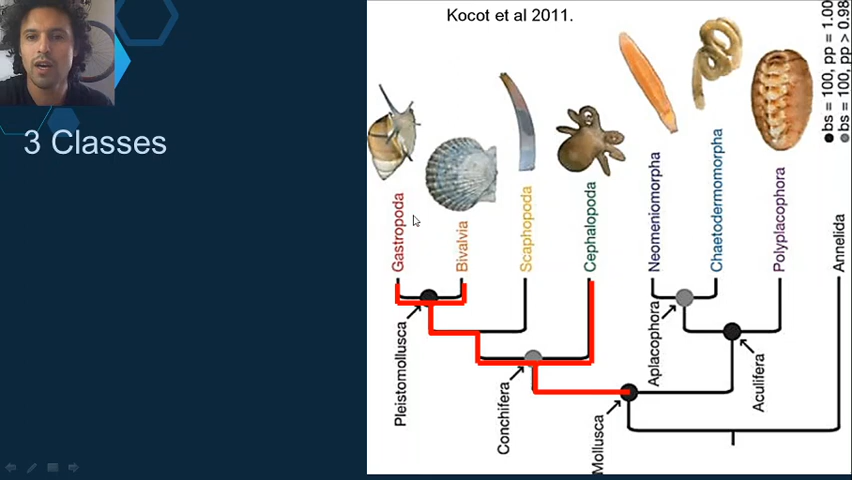 Kocot et al 2011.
3 Classes
Gastropoda
Bivalvia
Scaphopoda
Cephalopoda
Neomeniomorpha
Chaetodermomorpha
Polyplacophora
Annelida
bs = 100, pp = 1.00
bs = 100, pp > 0.98
Pleistomollusca
Conchifera
Mollusca
Aplacophora
Aculifera